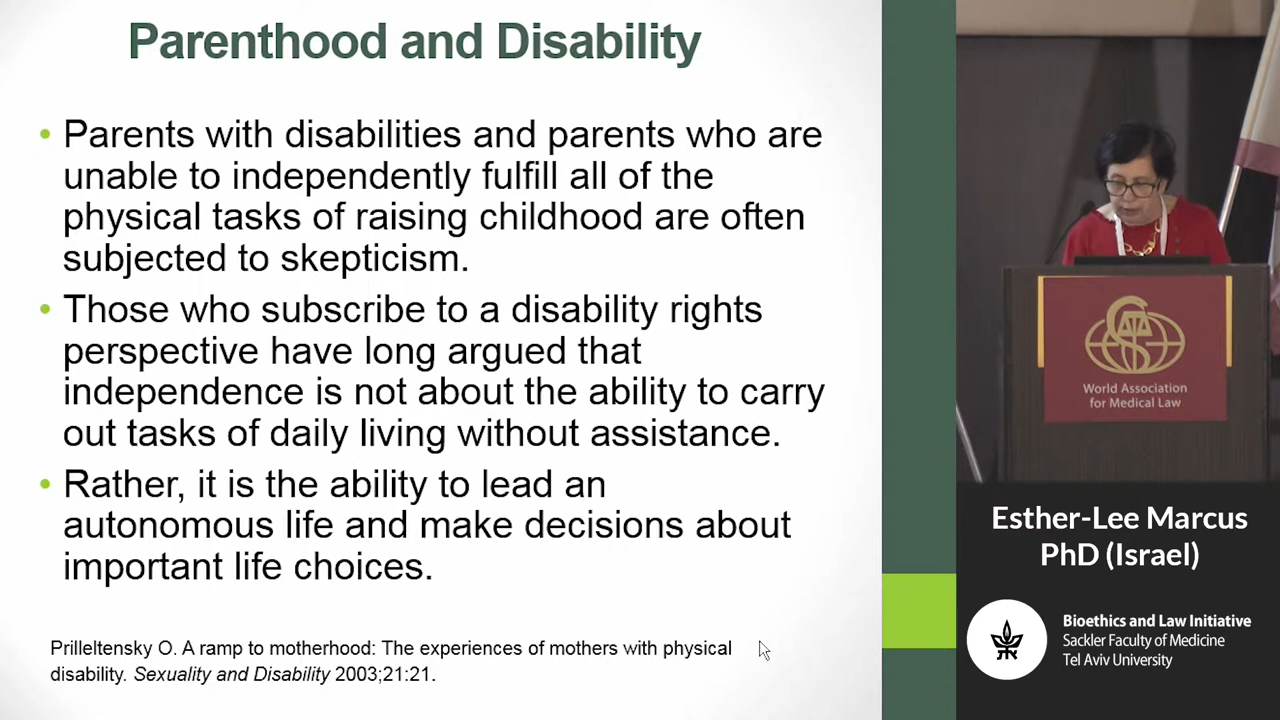 Parenthood and Disability
• Parents with disabilities and parents who are
unable to independently fulfill all of the
physical tasks of raising childhood are often
subjected to skepticism.
• Those who subscribe to a disability rights
perspective have long argued that
independence is not about the ability to carry
out tasks of daily living without assistance.
• Rather, it is the ability to lead an
autonomous life and make decisions about
important life choices.
Prilleltensky O. A ramp to motherhood: The experiences of mothers with physical
disability. Sexuality and Disability 2003;21:21.
World Association
for Medical Law
Esther-Lee Marcus
PhD (Israel)
Bioethics and Law Initiative
Sackler Faculty of Medicine
Tel Aviv University